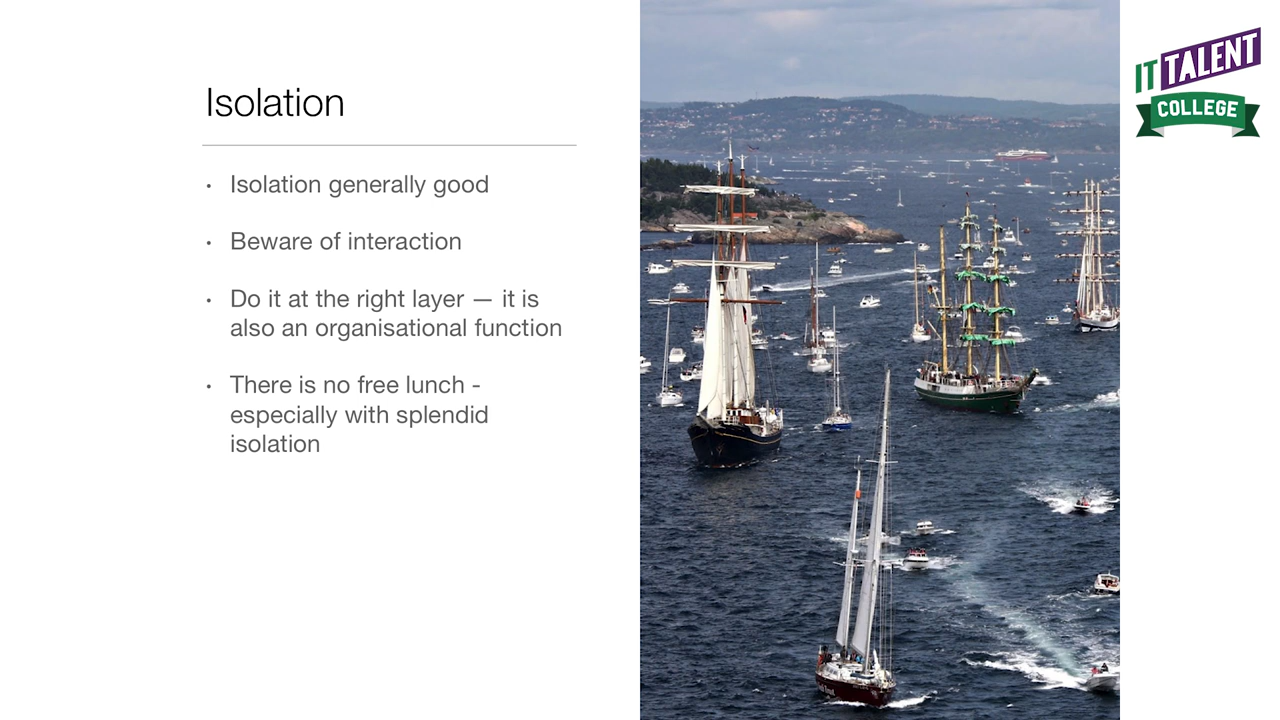 Isolation
• Isolation generally good
• Beware of interaction
• Do it at the right layer — it is
also an organisational function
• There is no free lunch -
especially with splendid
isolation
IT TALENT
COLLEGE